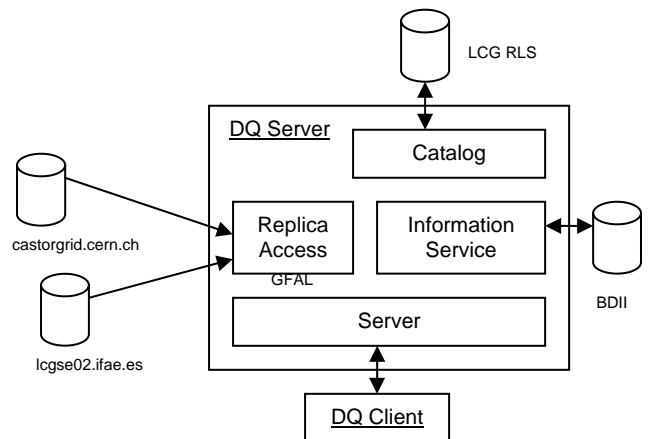 LCG RLS
DQ Server
Catalog
Replica
Access
GFAL
Information
Service
castorgrid.cern.ch
BDII
Server
lcgse02.ifae.es
DQ Client